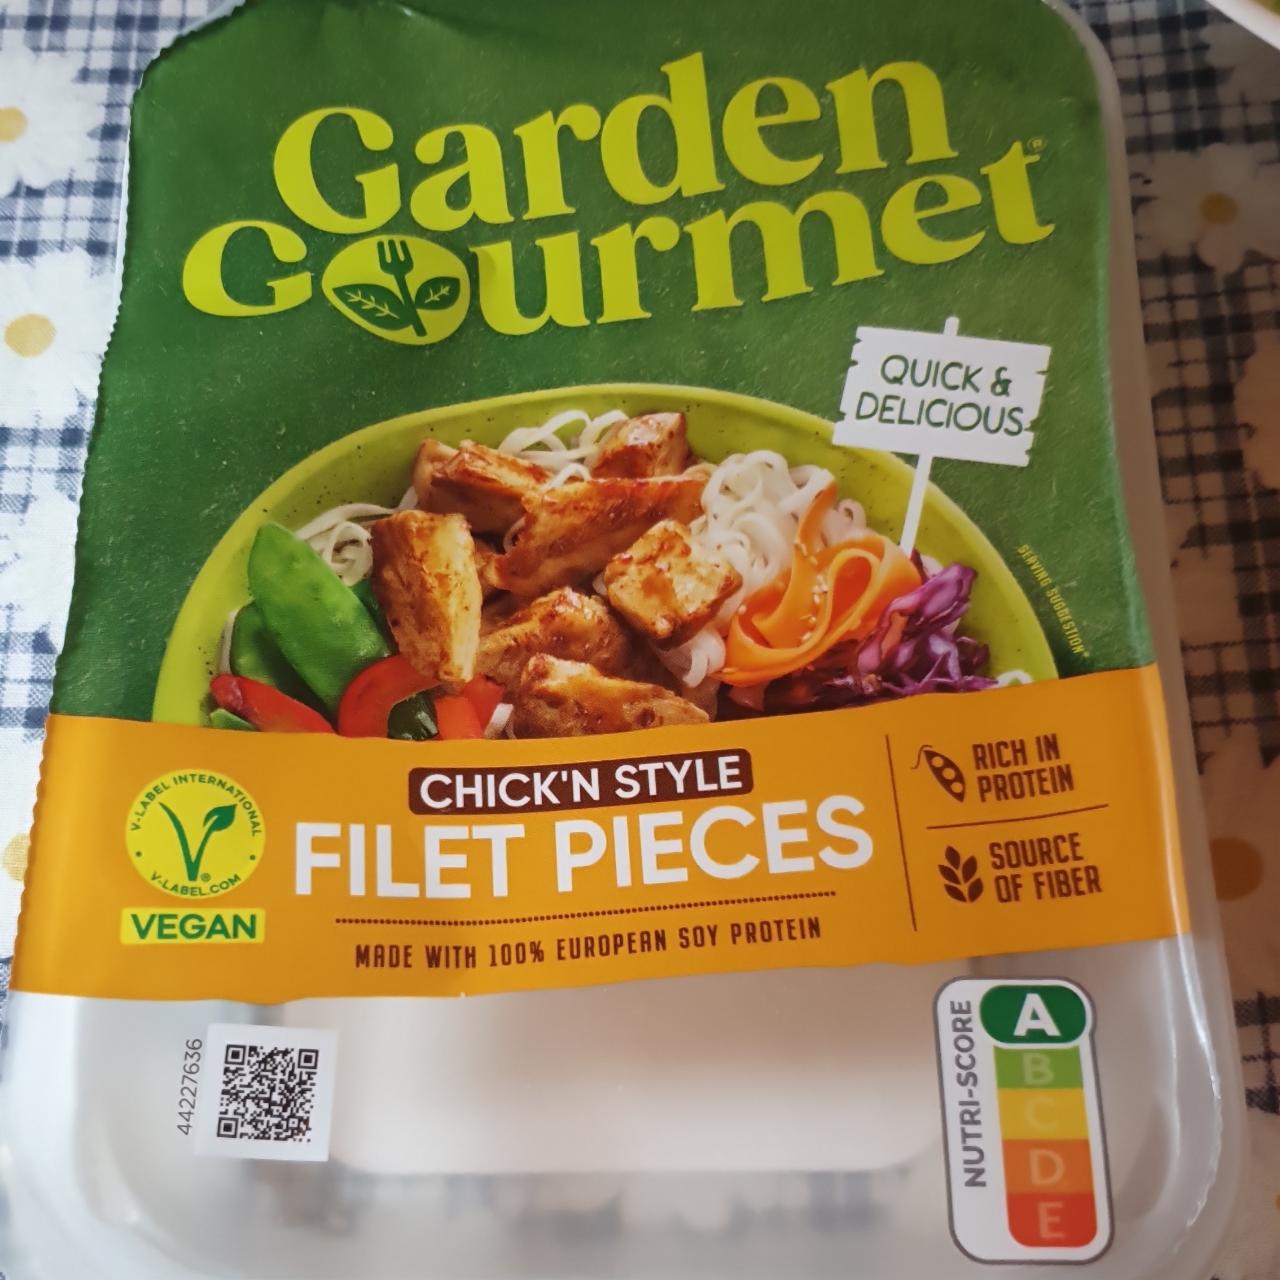 Garden
Gourmet®
QUICK &
DELICIOUS
SERVING SUGGESTION
CHICK'N STYLE
FILET PIECES
MADE WITH 100% EUROPEAN SOY PROTEIN
RICH IN
PROTEIN
SOURCE
OF FIBER
V-LABEL INTERNATIONAL
V-LABEL.COM
VEGAN
44227636
NUTRI-SCORE
A
B
C
D
E